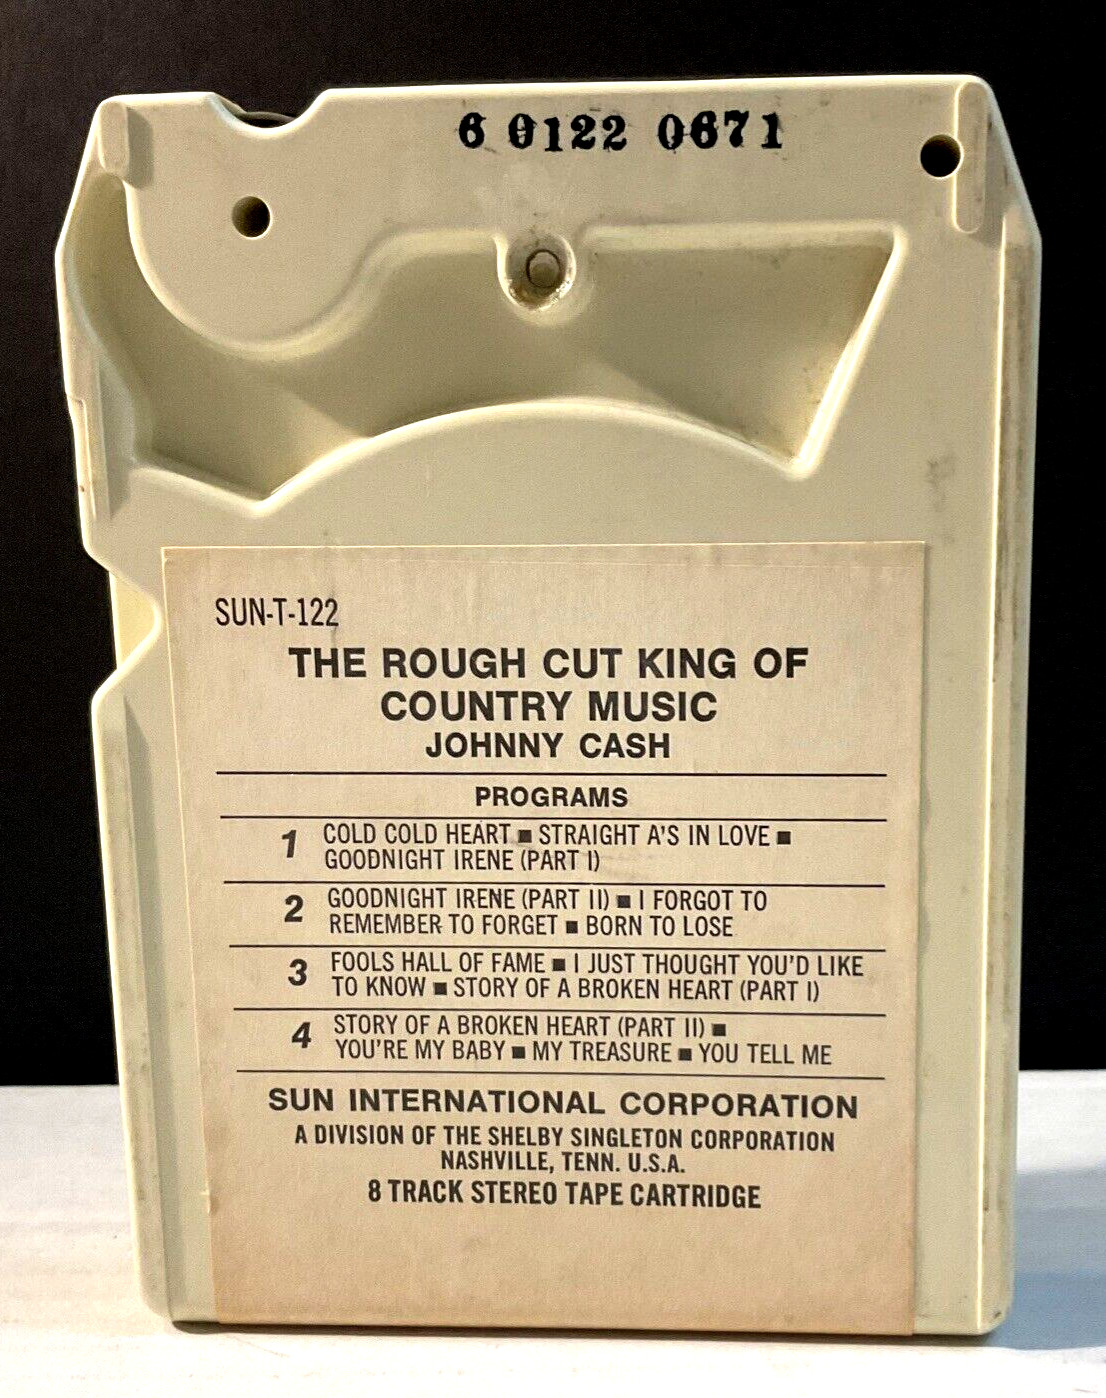 6 0122 0671
SUN-T-122
THE ROUGH CUT KING OF
COUNTRY MUSIC
JOHNNY CASH
PROGRAMS
1 COLD COLD HEART ■ STRAIGHT A'S IN LOVE ■
GOODNIGHT IRENE (PART I)
2 GOODNIGHT IRENE (PART II) ■ I FORGOT TO
REMEMBER TO FORGET ■ BORN TO LOSE
3 FOOLS HALL OF FAME ■ I JUST THOUGHT YOU'D LIKE
TO KNOW ■ STORY OF A BROKEN HEART (PART I)
4 STORY OF A BROKEN HEART (PART II) ■
YOU'RE MY BABY ■ MY TREASURE ■ YOU TELL ME
SUN INTERNATIONAL CORPORATION
A DIVISION OF THE SHELBY SINGLETON CORPORATION
NASHVILLE, TENN. U.S.A.
8 TRACK STEREO TAPE CARTRIDGE